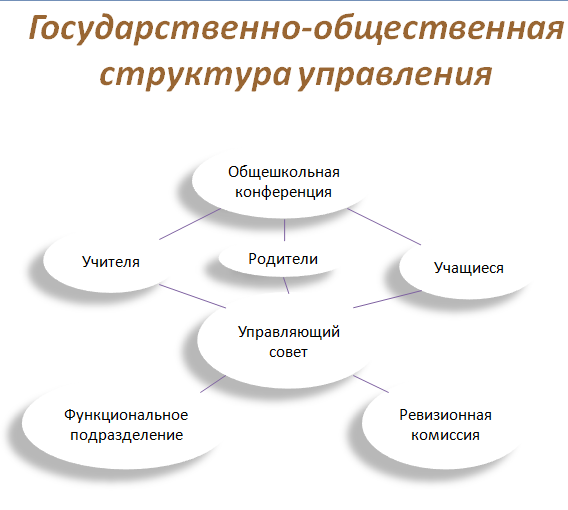 Государственно-общественная
структура управления
Общешкольная
конференция
Учителя
Родители
Учащиеся
Управляющий
совет
Функциональное
подразделение
Ревизионная
комиссия